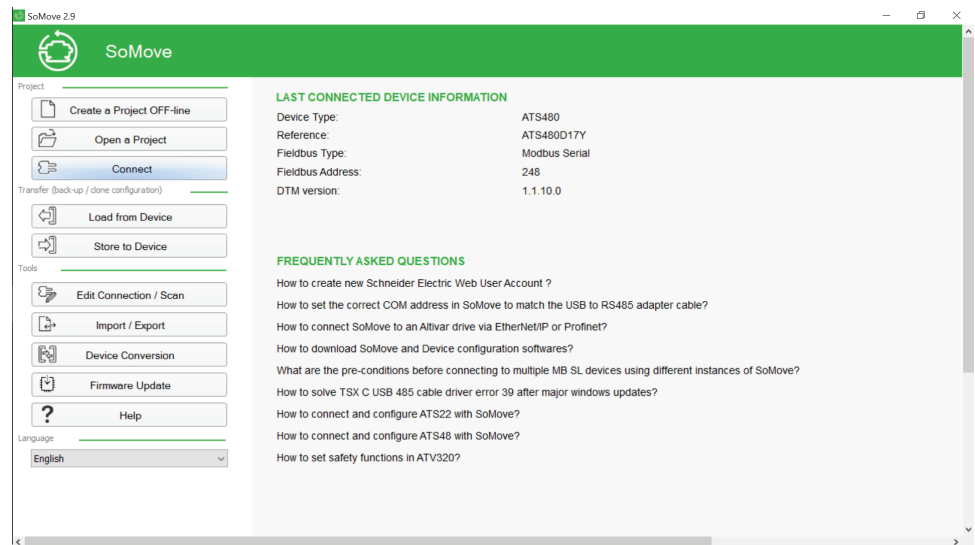 SoMove 2.9
SoMove
Project
Create a Project OFF-line
Open a Project
Connect
Transfer (back-up / clone configuration)
Load from Device
Store to Device
Tools
Edit Connection / Scan
Import / Export
Device Conversion
Firmware Update
Help
Language
English
LAST CONNECTED DEVICE INFORMATION
Device Type: ATS480
Reference: ATS480D17Y
Fieldbus Type: Modbus Serial
Fieldbus Address: 248
DTM version: 1.1.10.0
FREQUENTLY ASKED QUESTIONS
How to create new Schneider Electric Web User Account ?
How to set the correct COM address in SoMove to match the USB to RS485 adapter cable?
How to connect SoMove to an Altivar drive via EtherNet/IP or Profinet?
How to download SoMove and Device configuration softwares?
What are the pre-conditions before connecting to multiple MB SL devices using different instances of SoMove?
How to solve TSX C USB 485 cable driver error 39 after major windows updates?
How to connect and configure ATS22 with SoMove?
How to connect and configure ATS48 with SoMove?
How to set safety functions in ATV320?